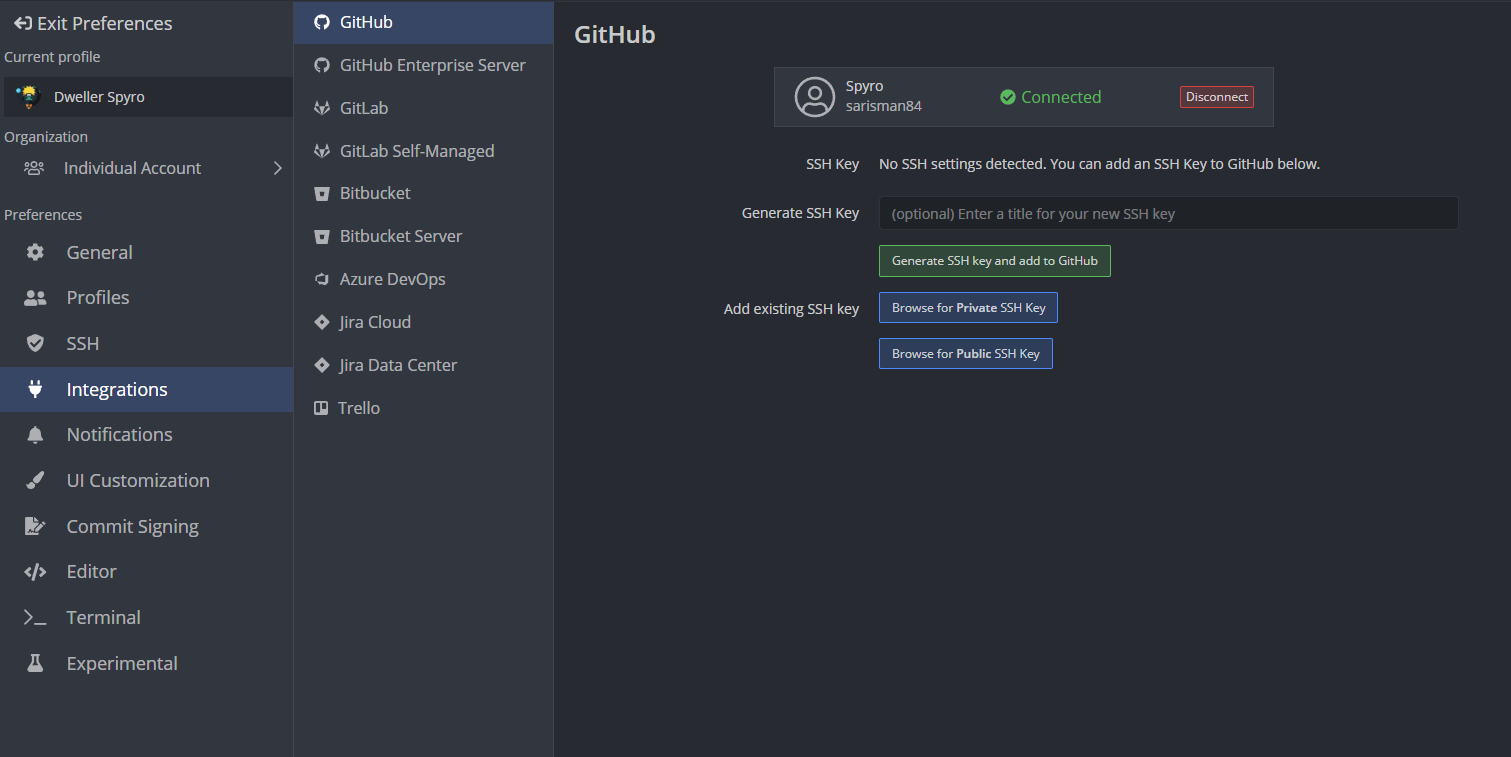 Exit Preferences
Current profile
Dweller Spyro
Organization
Individual Account
Preferences
General
Profiles
SSH
Integrations
Notifications
UI Customization
Commit Signing
Editor
Terminal
Experimental
GitHub
GitHub Enterprise Server
GitLab
GitLab Self-Managed
Bitbucket
Bitbucket Server
Azure DevOps
Jira Cloud
Jira Data Center
Trello
GitHub
Spyro
sarisman84
Connected
Disconnect
SSH Key No SSH settings detected. You can add an SSH Key to GitHub below.
Generate SSH Key (optional) Enter a title for your new SSH key
Generate SSH key and add to GitHub
Add existing SSH key Browse for Private SSH Key
Browse for Public SSH Key